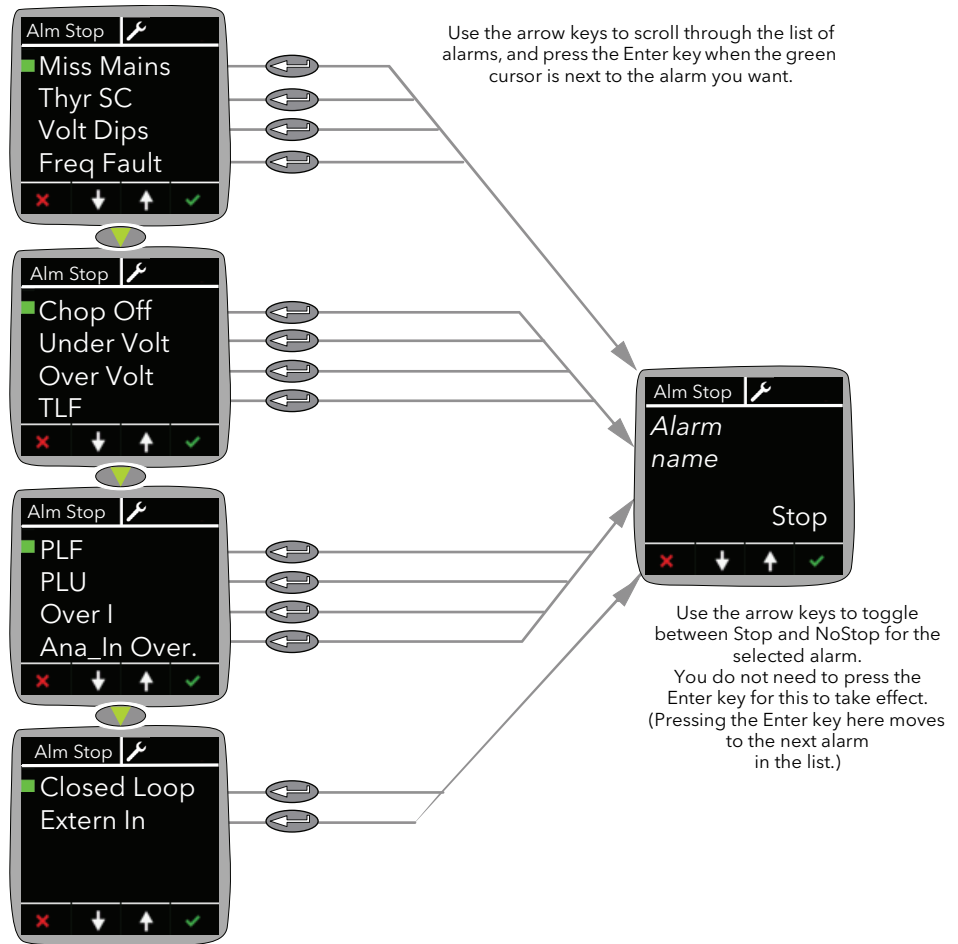 Alm Stop
Miss Mains
Thyr SC
Volt Dips
Freq Fault
Use the arrow keys to scroll through the list of
alarms, and press the Enter key when the green
cursor is next to the alarm you want.
Alm Stop
Chop Off
Under Volt
Over Volt
TLF
Alm Stop
PLF
PLU
Over I
Ana_In Over.
Alm Stop
Closed Loop
Extern In
Alm Stop
Alarm
name
Stop
Use the arrow keys to toggle
between Stop and NoStop for the
selected alarm.
You do not need to press the
Enter key for this to take effect.
(Pressing the Enter key here moves
to the next alarm
in the list.)